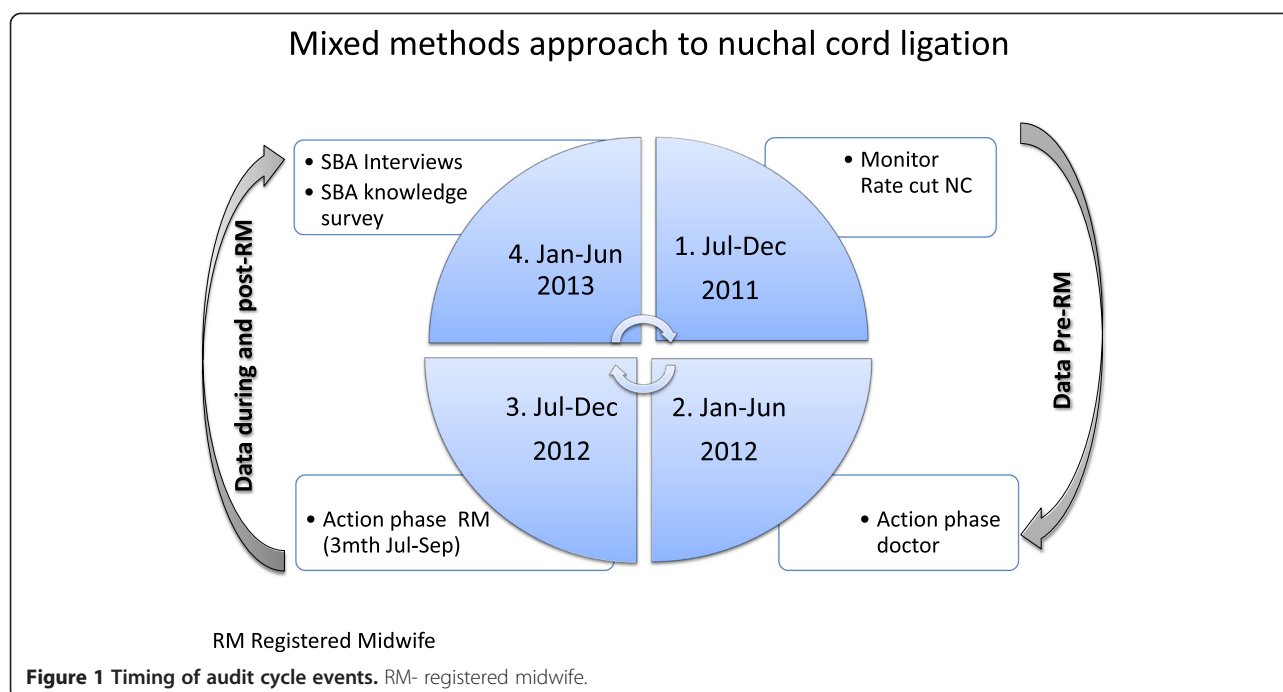 Mixed methods approach to nuchal cord ligation
• SBA Interviews
• SBA knowledge
survey
• Monitor
Rate cut NC
4. Jan-Jun
2013
1. Jul-Dec
2011
Data during and post-RM
Data Pre-RM
3. Jul-Dec
2012
2. Jan-Jun
2012
• Action phase RM
(3mth Jul-Sep)
• Action phase
doctor
RM Registered Midwife
Figure 1 Timing of audit cycle events. RM- registered midwife.